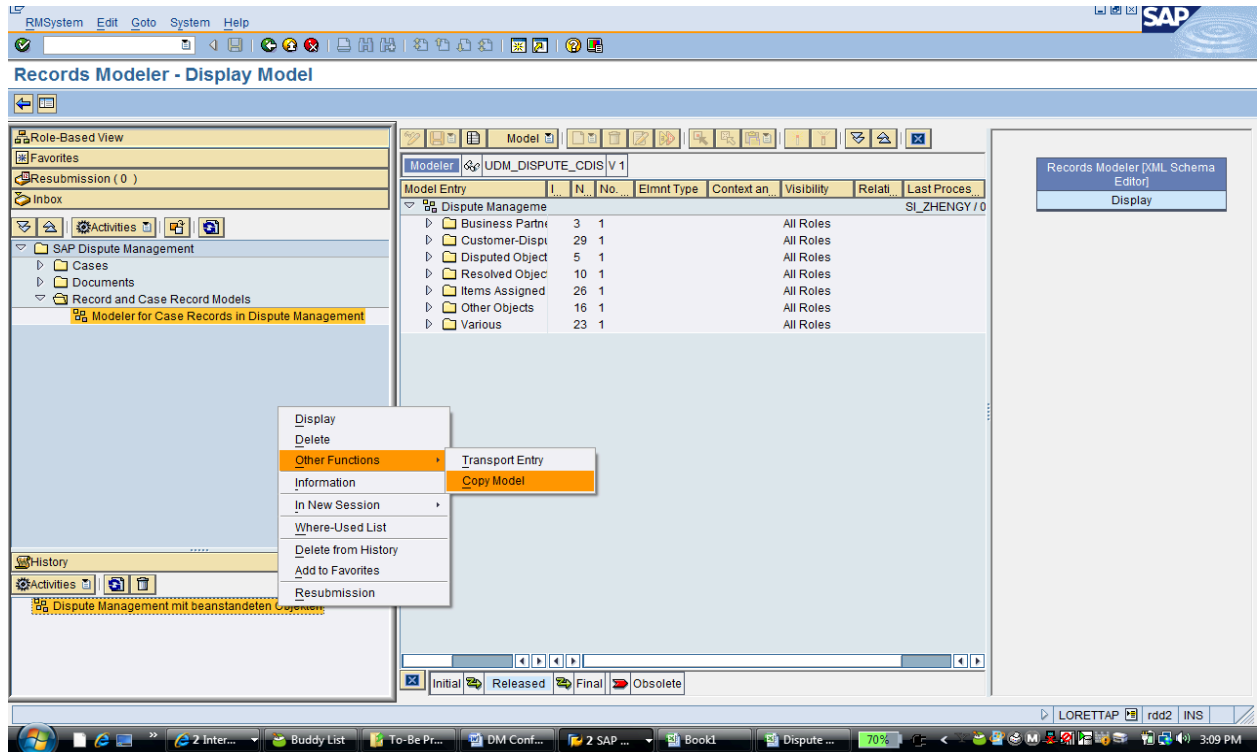 RMSystem Edit Goto System Help
SAP
Records Modeler - Display Model
Role-Based View
Favorites
Resubmission ( 0 )
Inbox
Activities
SAP Dispute Management
Cases
Documents
Record and Case Record Models
Modeler for Case Records in Dispute Management
Model
Modeler UDM_DISPUTE_CDIS V 1
Model Entry I... N... No. ... Elmnt Type Context an... Visibility Relati... Last Proces...
Dispute Manageme SI_ZHENGY / 0
Business Partne 3 1 All Roles
Customer-Dispu 29 1 All Roles
Disputed Object 5 1 All Roles
Resolved Objec 10 1 All Roles
Items Assigned 26 1 All Roles
Other Objects 16 1 All Roles
Various 23 1 All Roles
Records Modeler [XML Schema
Editor]
Display
Display
Delete
Other Functions
Information
In New Session
Where-Used List
Delete from History
Add to Favorites
Resubmission
Transport Entry
Copy Model
History
Activities
Dispute Management mit beanstandeten Objekten
Initial Released Final Obsolete
LORETTAP rdd2 INS
2 Inter... Buddy List To-Be Pr... DM Conf... 2 SAP ... Book1 Dispute ... 70% 3:09 PM